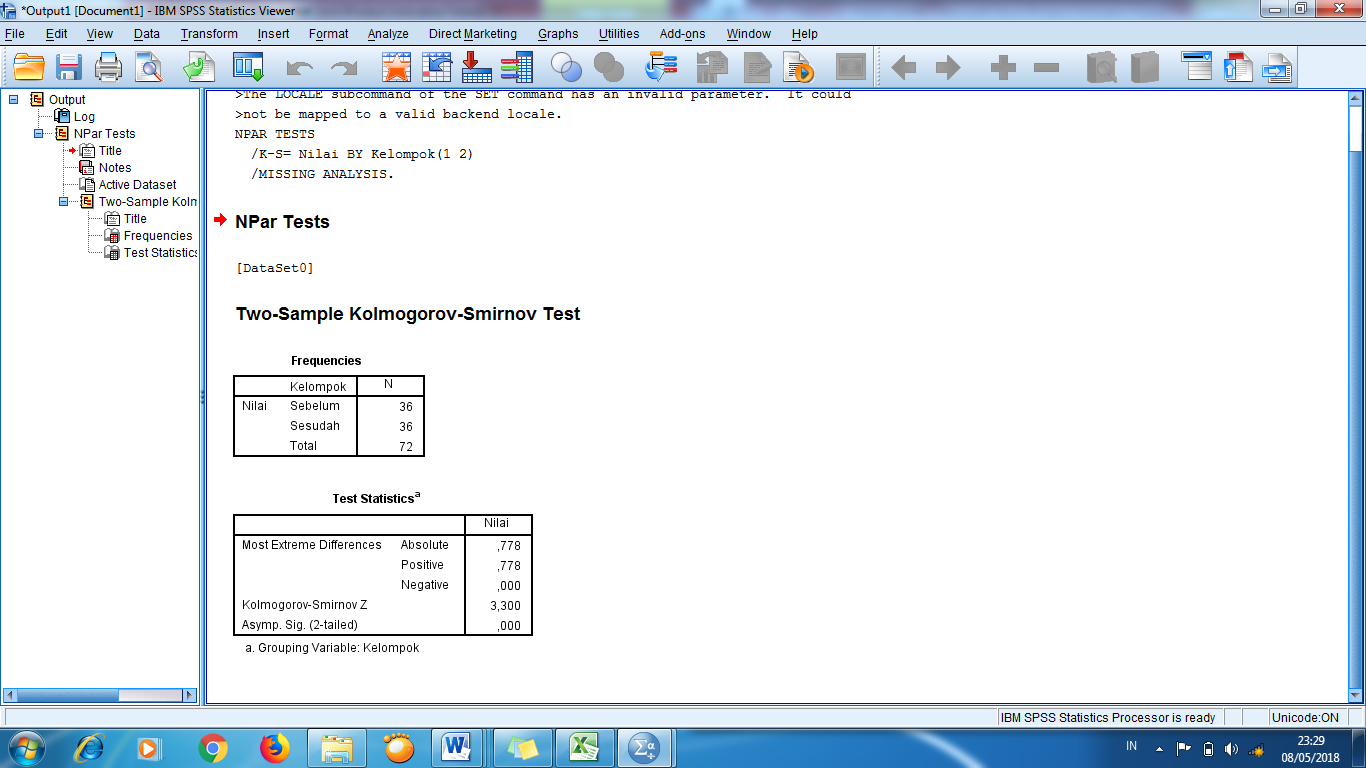 *Output1 [Document1] - IBM SPSS Statistics Viewer
File Edit View Data Transform Insert Format Analyze Direct Marketing Graphs Utilities Add-ons Window Help
Output
Log
NPar Tests
Title
Notes
Active Dataset
Two-Sample Kolm
Title
Frequencies
Test Statistics
>The LOCALE subcommand of the SET command has an invalid parameter. It could
>not be mapped to a valid backend locale.
NPAR TESTS
/K-S= Nilai BY Kelompok(1 2)
/MISSING ANALYSIS.
NPar Tests
[DataSet0]
Two-Sample Kolmogorov-Smirnov Test
Frequencies
Kelompok N
Nilai Sebelum 36
Sesudah 36
Total 72
Test Statisticsa
Nilai
Most Extreme Differences Absolute ,778
Positive ,778
Negative ,000
Kolmogorov-Smirnov Z 3,300
Asymp. Sig. (2-tailed) ,000
a. Grouping Variable: Kelompok
IBM SPSS Statistics Processor is ready Unicode:ON
IN 23:29
08/05/2018